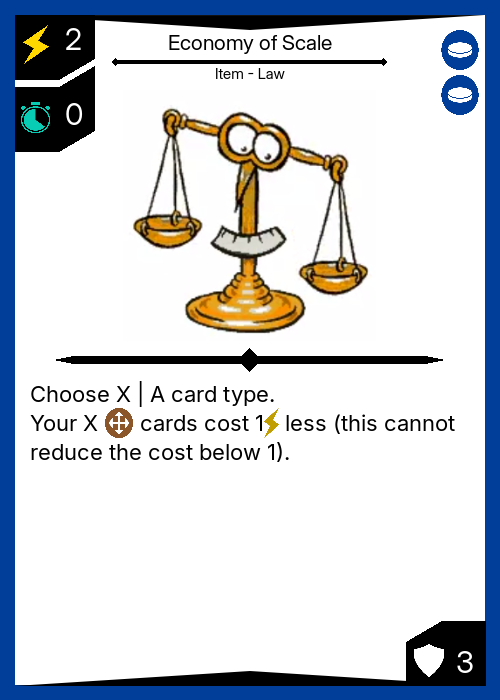 2
Economy of Scale
Item - Law
0
Choose X | A card type.
Your X cards cost 1 less (this cannot
reduce the cost below 1).
3